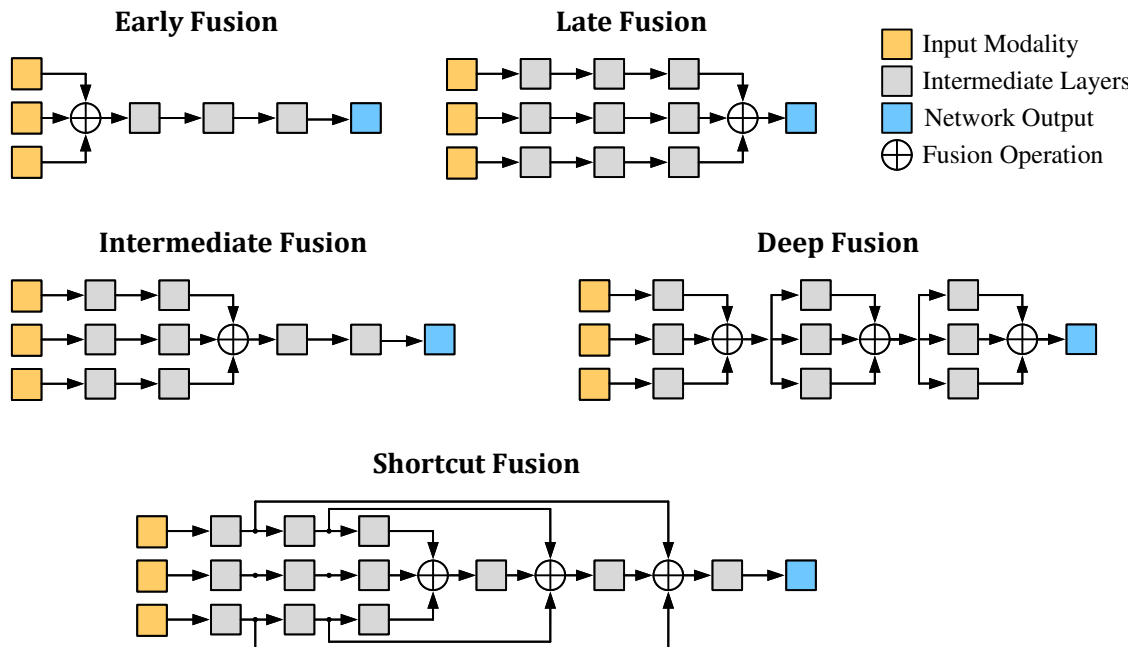 Early Fusion
Late Fusion
Input Modality
Intermediate Layers
Network Output
Fusion Operation
Intermediate Fusion
Deep Fusion
Shortcut Fusion